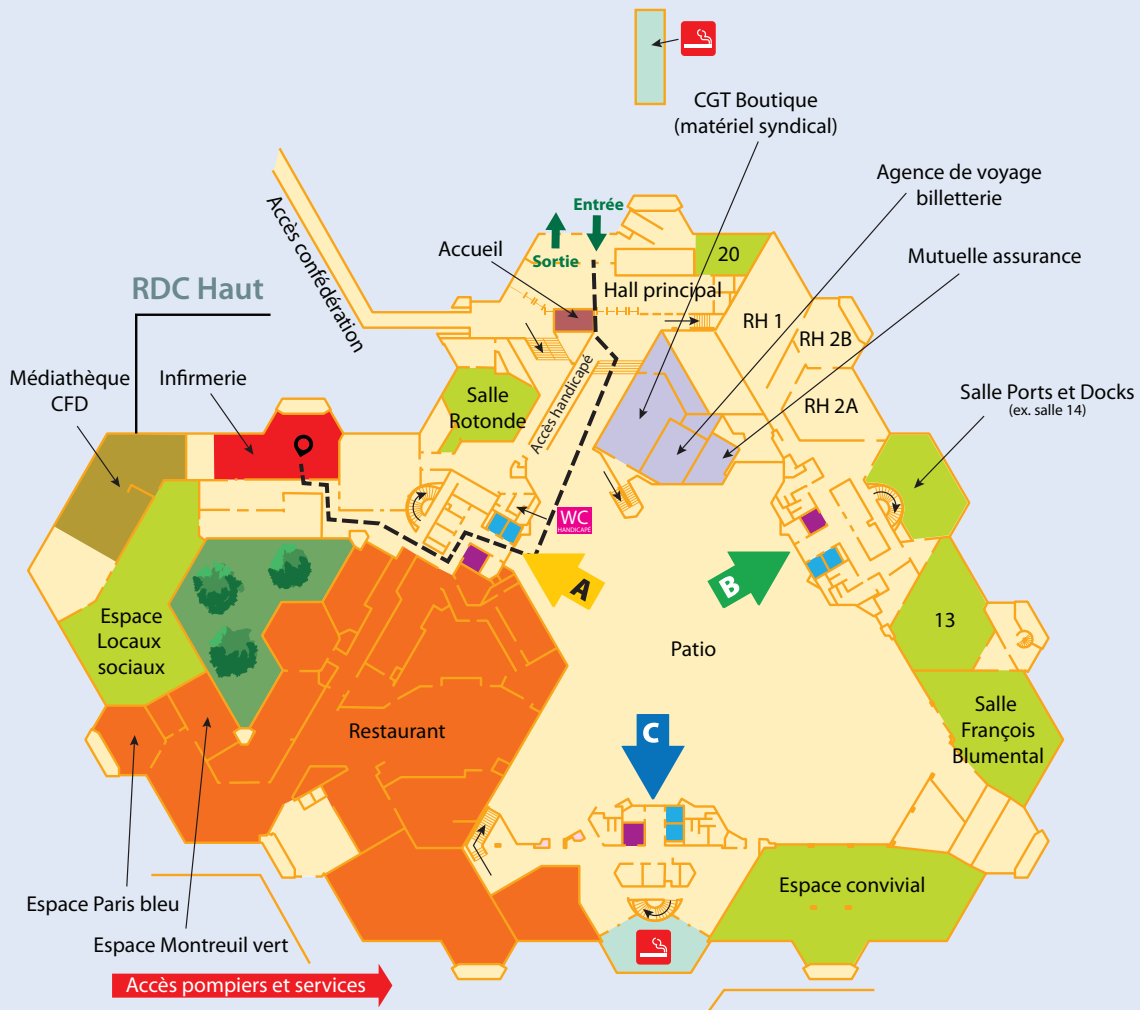 CGT Boutique
(matériel syndical)
Agence de voyage
billetterie
Mutuelle assurance
Accès confédération
Entrée
Sortie
Accueil
Hall principal
20
RDC Haut
RH 1
RH 2B
RH 2A
Médiathèque
CFD
Infirmerie
Salle
Rotonde
Accès handicapé
Salle Ports et Docks
(ex. salle 14)
WC
HANDICAPÉ
A
B
Espace
Locaux
sociaux
13
Patio
Restaurant
C
Salle
François
Blumental
Espace convivial
Espace Paris bleu
Espace Montreuil vert
Accès pompiers et services